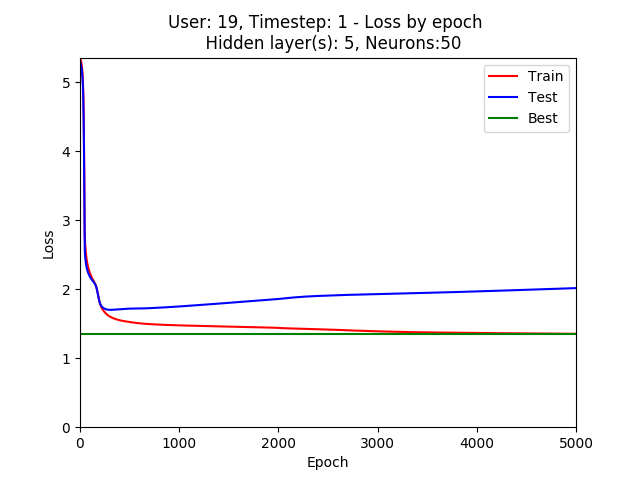 User: 19, Timestep: 1 - Loss by epoch
Hidden layer(s): 5, Neurons:50
Train
Test
Best
5
4
3
2
1
0
Loss
0 1000 2000 3000 4000 5000
Epoch